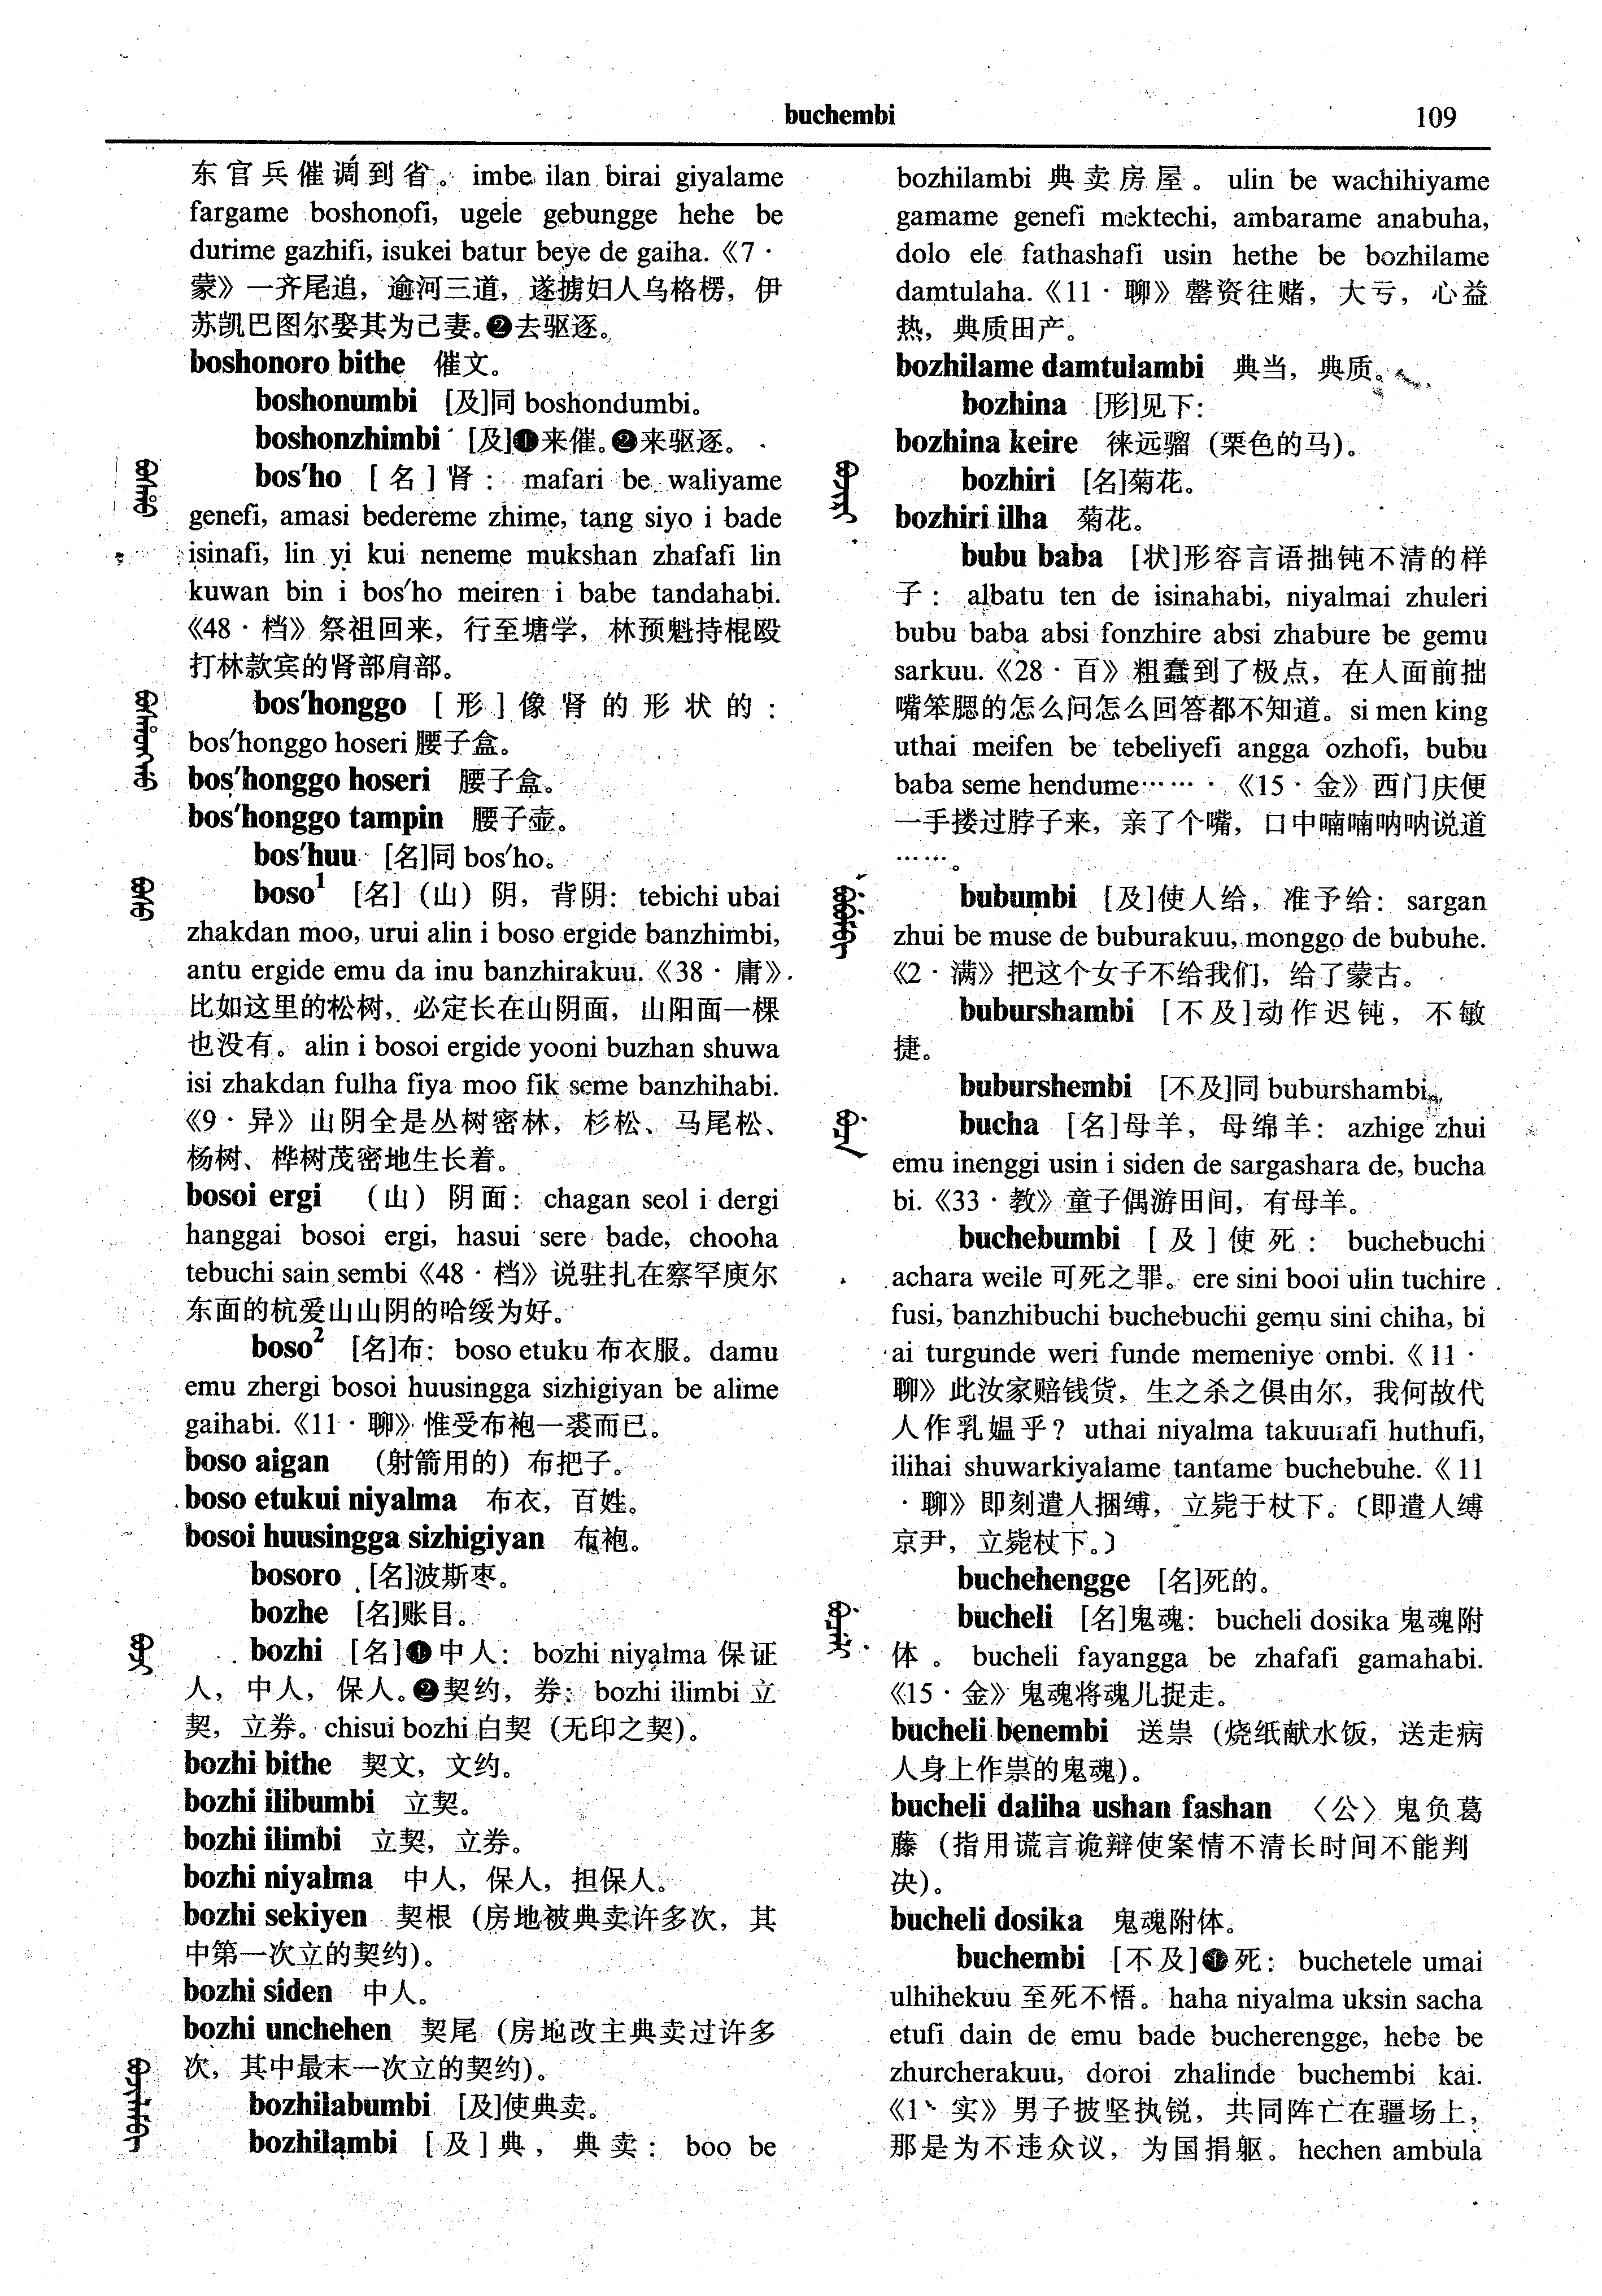 buchembi
109
东官兵催调到省。imbe ilan birai giyalame
fargame boshonofi, ugele gebungge hehe be
durime gazhifi, isukei batur beye de gaiha.《7·
蒙》一齐尾追，逾河三道，遂掳妇人乌格楞，伊
苏凯巴图尔娶其为己妻。❷去驱逐。
boshonoro bithe 催文。
boshonumbi [及]同 boshondumbi。
boshonzhimbi [及]❶来催。❷来驱逐。
bos'ho [名]肾： mafari be waliyame
genefi, amasi bedereme zhime, tang siyo i bade
isinafi, lin yi kui neneme mukshan zhafafi lin
kuwan bin i bos'ho meiren i babe tandahabi.
《48·档》祭祖回来，行至塘学，林预魁持棍殴
打林款宾的肾部肩部。
bos'honggo [形]像肾的形状的：
bos'honggo hoseri 腰子盒。
bos'honggo hoseri 腰子盒。
bos'honggo tampin 腰子壶。
bos'huu [名]同 bos'ho。
boso¹ [名]（山）阴，背阴：tebichi ubai
zhakdan moo, urui alin i boso ergide banzhimbi,
antu ergide emu da inu banzhirakuu.《38·庸》
比如这里的松树，必定长在山阴面，山阳面一棵
也没有。alin i bosoi ergide yooni buzhan shuwa
isi zhakdan fulha fiya moo fik seme banzhihabi.
《9·异》山阴全是丛树密林，杉松、马尾松、
杨树、桦树茂密地生长着。
bosoi ergi （山）阴面：chagan seol i dergi
hanggai bosoi ergi, hasui sere bade, chooha
tebuchi sain sembi《48·档》说驻扎在察罕庾尔
东面的杭爱山山阴的哈绥为好。
boso² [名]布：boso etuku 布衣服。damu
emu zhergi bosoi huusingga sizhigiyan be alime
gaihabi.《11·聊》惟受布袍一袭而已。
boso aigan （射箭用的）布把子。
boso etukui niyalma 布衣，百姓。
bosoi huusingga sizhigiyan 布袍。
bosoro [名]波斯枣。
bozhe [名]账目。
bozhi [名]❶中人：bozhi niyalma 保证
人，中人，保人。❷契约，券：bozhi ilimbi 立
契，立券。chisui bozhi 白契（无印之契）。
bozhi bithe 契文，文约。
bozhi ilibumbi 立契。
bozhi ilimbi 立契，立券。
bozhi niyalma 中人，保人，担保人。
bozhi sekiyen 契根（房地被典卖许多次，其
中第一次立的契约）。
bozhi siden 中人。
bozhi unchehen 契尾（房地改主典卖过许多
次，其中最末一次立的契约）。
bozhilabumbi [及]使典卖。
bozhilambi [及]典，典卖：boo be
bozhilambi 典卖房屋。ulin be wachihiyame
gamame genefi mektechi, ambarame anabuha,
dolo ele fathashafi usin hethe be bozhilame
damtulaha.《11·聊》罄资往赌，大亏，心益
热，典质田产。
bozhilame damtulambi 典当，典质。
bozhina [形]见下：
bozhina keire 徕远骝（栗色的马）。
bozhiri [名]菊花。
bozhiri ilha 菊花。
bubu baba [状]形容言语拙钝不清的样
子：albatu ten de isinahabi, niyalmai zhuleri
bubu baba absi fonzhire absi zhabure be gemu
sarkuu.《28·百》粗蠢到了极点，在人面前拙
嘴笨腮的怎么问怎么回答都不知道。si men king
uthai meifen be tebeliyefi angga ozhofi, bubu
baba seme hendume……·《15·金》西门庆便
一手搂过脖子来，亲了个嘴，口中喃喃呐呐说道
……。
bubumbi [及]使人给，准予给：sargan
zhui be muse de buburakuu, monggo de bubuhe.
《2·满》把这个女子不给我们，给了蒙古。
buburshambi [不及]动作迟钝，不敏
捷。
buburshembi [不及]同 buburshambi。
bucha [名]母羊，母绵羊：azhige zhui
emu inenggi usin i siden de sargashara de, bucha
bi.《33·教》童子偶游田间，有母羊。
buchebumbi [及]使死：buchebuchi
achara weile 可死之罪。ere sini booi ulin tuchire
fusi, banzhibuchi buchebuchi gemu sini chiha, bi
ai turgunde weri funde memeniye ombi.《11·
聊》此汝家赔钱货，生之杀之俱由尔，我何故代
人作乳媪乎？uthai niyalma takuurafi huthufi,
ilihai shuwarkiyalame tantame buchebuhe.《11
·聊》即刻遣人捆缚，立毙于杖下。〔即遣人缚
京尹，立毙杖下。〕
buchehengge [名]死的。
bucheli [名]鬼魂：bucheli dosika 鬼魂附
体。bucheli fayangga be zhafafi gamahabi.
《15·金》鬼魂将魂儿捉走。
bucheli benembi 送祟（烧纸献水饭，送走病
人身上作祟的鬼魂）。
bucheli daliha ushan fashan 〈公〉鬼负葛
藤（指用谎言诡辩使案情不清长时间不能判
决）。
bucheli dosika 鬼魂附体。
buchembi [不及]❶死：buchetele umai
ulhihekuu 至死不悟。haha niyalma uksin sacha
etufi dain de emu bade bucherengge, hebe be
zhurcherakuu, doroi zhalinde buchembi kai.
《1·实》男子披坚执锐，共同阵亡在疆场上，
那是为不违众议，为国捐躯。hechen ambula